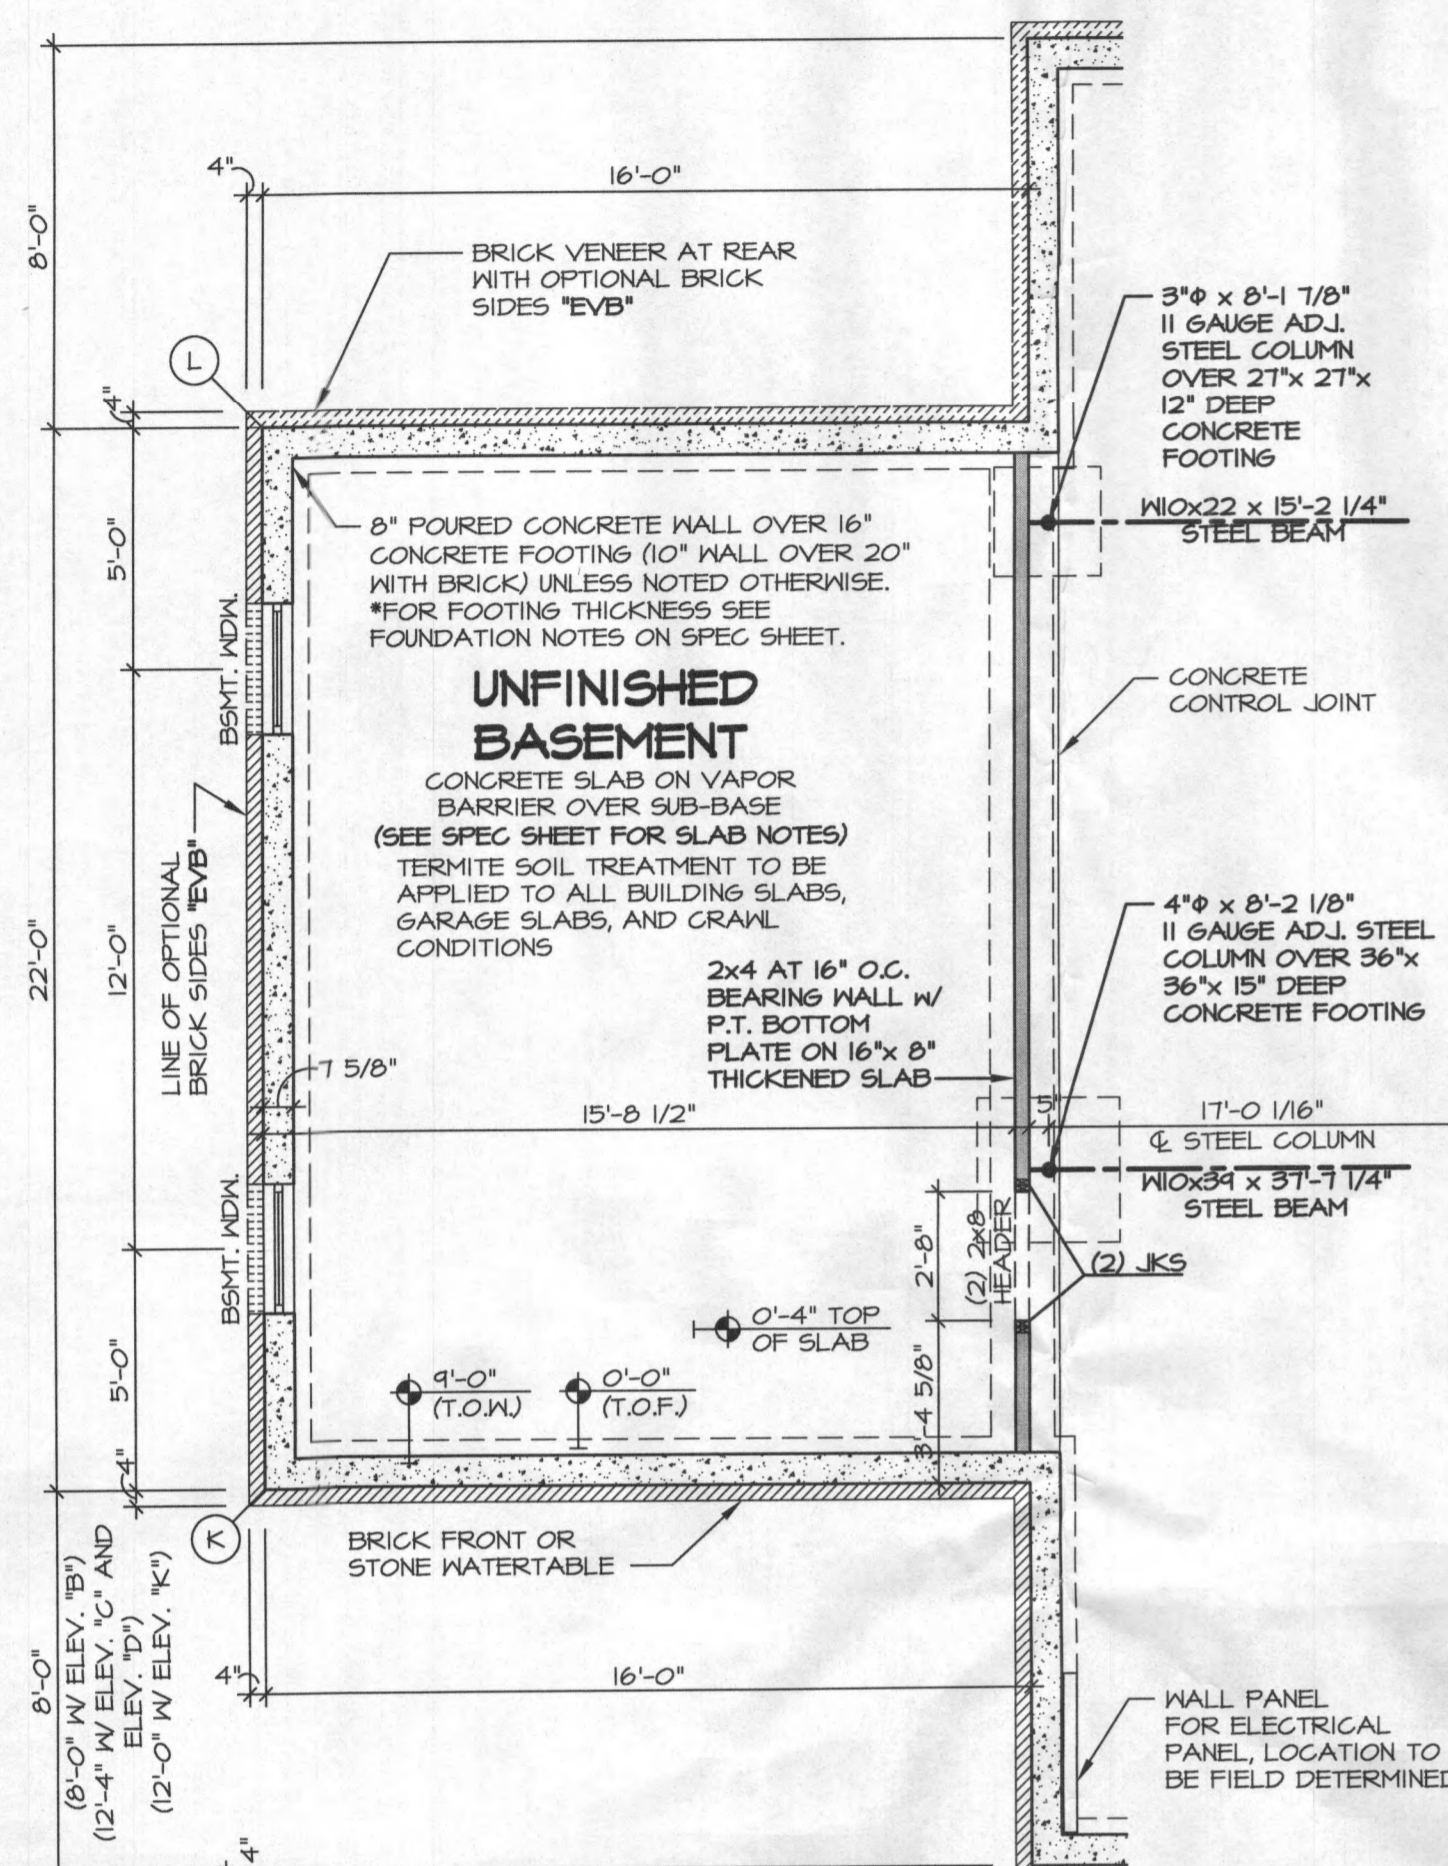 4"
16'-0"
8'-0"
BRICK VENEER AT REAR
WITH OPTIONAL BRICK
SIDES "EVB"
3"Φ x 8'-1 7/8"
11 GAUGE ADJ.
STEEL COLUMN
OVER 27"x 27"x
12" DEEP
CONCRETE
FOOTING
L
4"
W10x22 x 15'-2 1/4"
STEEL BEAM
8" POURED CONCRETE WALL OVER 16"
CONCRETE FOOTING (10" WALL OVER 20"
WITH BRICK) UNLESS NOTED OTHERWISE.
*FOR FOOTING THICKNESS SEE
FOUNDATION NOTES ON SPEC SHEET.
5'-0"
BSMT. WDW.
UNFINISHED
BASEMENT
CONCRETE SLAB ON VAPOR
BARRIER OVER SUB-BASE
(SEE SPEC SHEET FOR SLAB NOTES)
TERMITE SOIL TREATMENT TO BE
APPLIED TO ALL BUILDING SLABS,
GARAGE SLABS, AND CRAWL
CONDITIONS
CONCRETE
CONTROL JOINT
22'-0"
12'-0"
LINE OF OPTIONAL
BRICK SIDES "EVB"
2x4 AT 16" O.C.
BEARING WALL W/
P.T. BOTTOM
PLATE ON 16"x 8"
THICKENED SLAB
4"Φ x 8'-2 1/8"
11 GAUGE ADJ. STEEL
COLUMN OVER 36"x
36"x 15" DEEP
CONCRETE FOOTING
7 5/8"
15'-8 1/2"
5"
17'-0 1/16"
℄ STEEL COLUMN
W10x39 x 37'-7 1/4"
STEEL BEAM
BSMT. WDW.
2'-8"
(2) 2x8
HEADER
(2) JKS
0'-4" TOP
OF SLAB
9'-0"
(T.O.W.)
0'-0"
(T.O.F.)
3'-4 5/8"
5'-0"
4"
K
BRICK FRONT OR
STONE WATERTABLE
8'-0"
(8'-0" W/ ELEV. "B")
(12'-4" W/ ELEV. "C" AND
ELEV. "D")
(12'-0" W/ ELEV. "K")
4"
16'-0"
WALL PANEL
FOR ELECTRICAL
PANEL, LOCATION TO
BE FIELD DETERMINED
4"